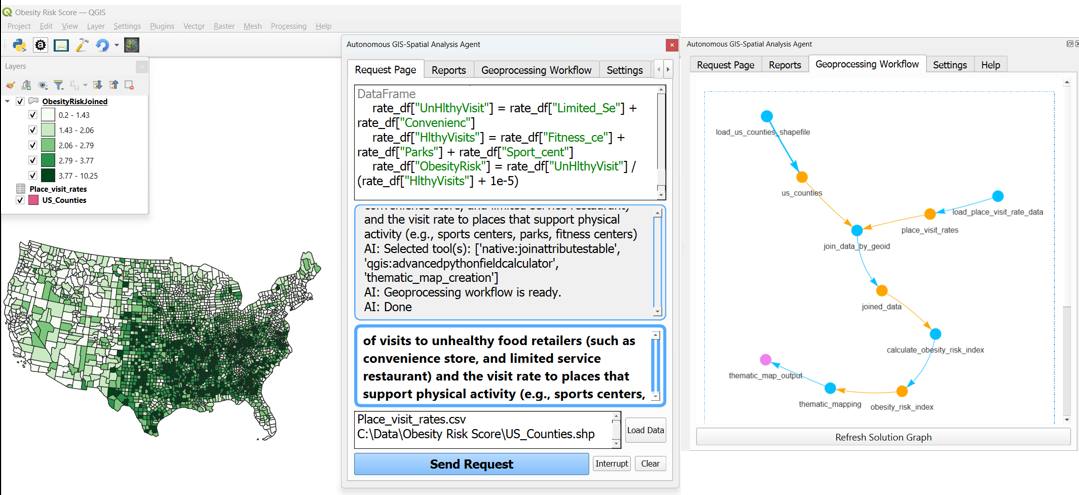 Obesity Risk Score — QGIS
Project Edit View Layer Settings Plugins Vector Raster Mesh Processing Help
Layers
ObesityRiskJoined
0.2 - 1.43
1.43 - 2.06
2.06 - 2.79
2.79 - 3.77
3.77 - 10.25
Place_visit_rates
US_Counties
Autonomous GIS-Spatial Analysis Agent
Request Page Reports Geoprocessing Workflow Settings
DataFrame
rate_df["UnHlthyVisit"] = rate_df["Limited_Se"] +
rate_df["Convenienc"]
rate_df["HlthyVisits"] = rate_df["Fitness_ce"] +
rate_df["Parks"] + rate_df["Sport_cent"]
rate_df["ObesityRisk"] = rate_df["UnHlthyVisit"] /
(rate_df["HlthyVisits"] + 1e-5)
convenience store, and limited service restaurant)
and the visit rate to places that support physical
activity (e.g., sports centers, parks, fitness centers)
AI: Selected tool(s): ['native:joinattributestable',
'qgis:advancedpythonfieldcalculator',
'thematic_map_creation']
AI: Geoprocessing workflow is ready.
AI: Done
of visits to unhealthy food retailers (such as
convenience store, and limited service
restaurant) and the visit rate to places that
support physical activity (e.g., sports centers,
Place_visit_rates.csv
C:\Data\Obesity Risk Score\US_Counties.shp
Load Data
Send Request
Interrupt
Clear
Autonomous GIS-Spatial Analysis Agent
Request Page Reports Geoprocessing Workflow Settings Help
load_us_counties_shapefile
us_counties
load_place_visit_rate_data
place_visit_rates
join_data_by_geoid
joined_data
calculate_obesity_risk_index
thematic_map_output
thematic_mapping
obesity_risk_index
Refresh Solution Graph